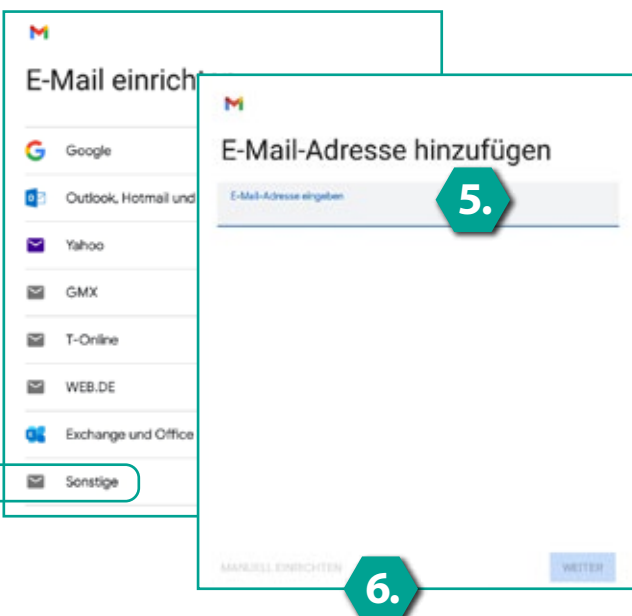 E-Mail einrich
Google
Outlook, Hotmail und
Yahoo
GMX
T-Online
WEB.DE
Exchange und Office
Sonstige
E-Mail-Adresse hinzufügen
E-Mail-Adresse eingeben
5.
MANUELL EINRICHTEN
6.
WEITER